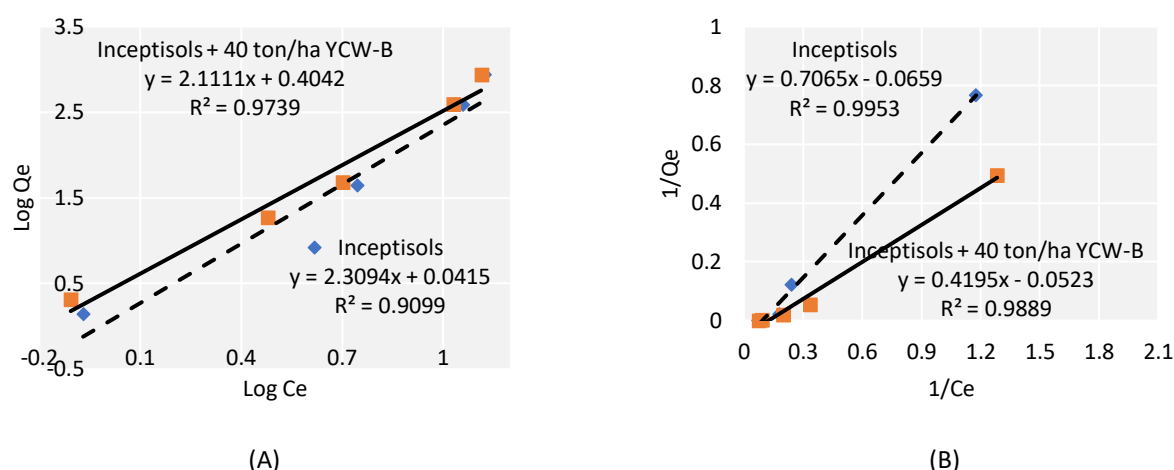 3.5
2.5
1.5
0.5
-0.5
Log Qe
Inceptisols + 40 ton/ha YCW-B
y = 2.1111x + 0.4042
R² = 0.9739
Inceptisols
y = 2.3094x + 0.0415
R² = 0.9099
-0.2 0.1 0.4 0.7 1
Log Ce
(A)
1
0.8
0.6
0.4
0.2
0
1/Qe
Inceptisols
y = 0.7065x - 0.0659
R² = 0.9953
Inceptisols + 40 ton/ha YCW-B
y = 0.4195x - 0.0523
R² = 0.9889
0 0.3 0.6 0.9 1.2 1.5 1.8 2.1
1/Ce
(B)